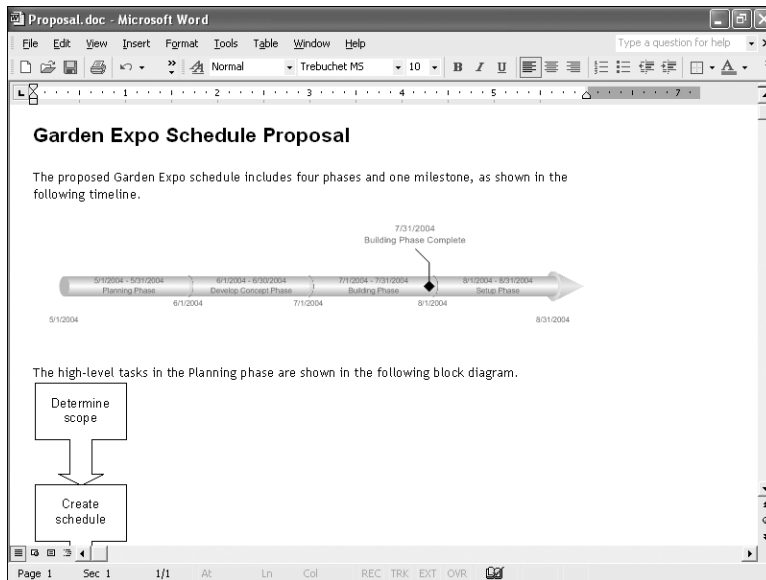 Proposal.doc - Microsoft Word
File Edit View Insert Format Tools Table Window Help Type a question for help
Normal Trebuchet MS 10 B I U A
1 2 3 4 5 7
Garden Expo Schedule Proposal
The proposed Garden Expo schedule includes four phases and one milestone, as shown in the
following timeline.
7/31/2004
Building Phase Complete
5/1/2004 - 5/31/2004 6/1/2004 - 6/30/2004 7/1/2004 - 7/31/2004 8/1/2004 - 8/31/2004
Planning Phase Develop Concept Phase Building Phase Setup Phase
6/1/2004 7/1/2004 8/1/2004
5/1/2004 8/31/2004
The high-level tasks in the Planning phase are shown in the following block diagram.
Determine
scope
Create
schedule
Page 1 Sec 1 1/1 At Ln Col REC TRK EXT OVR